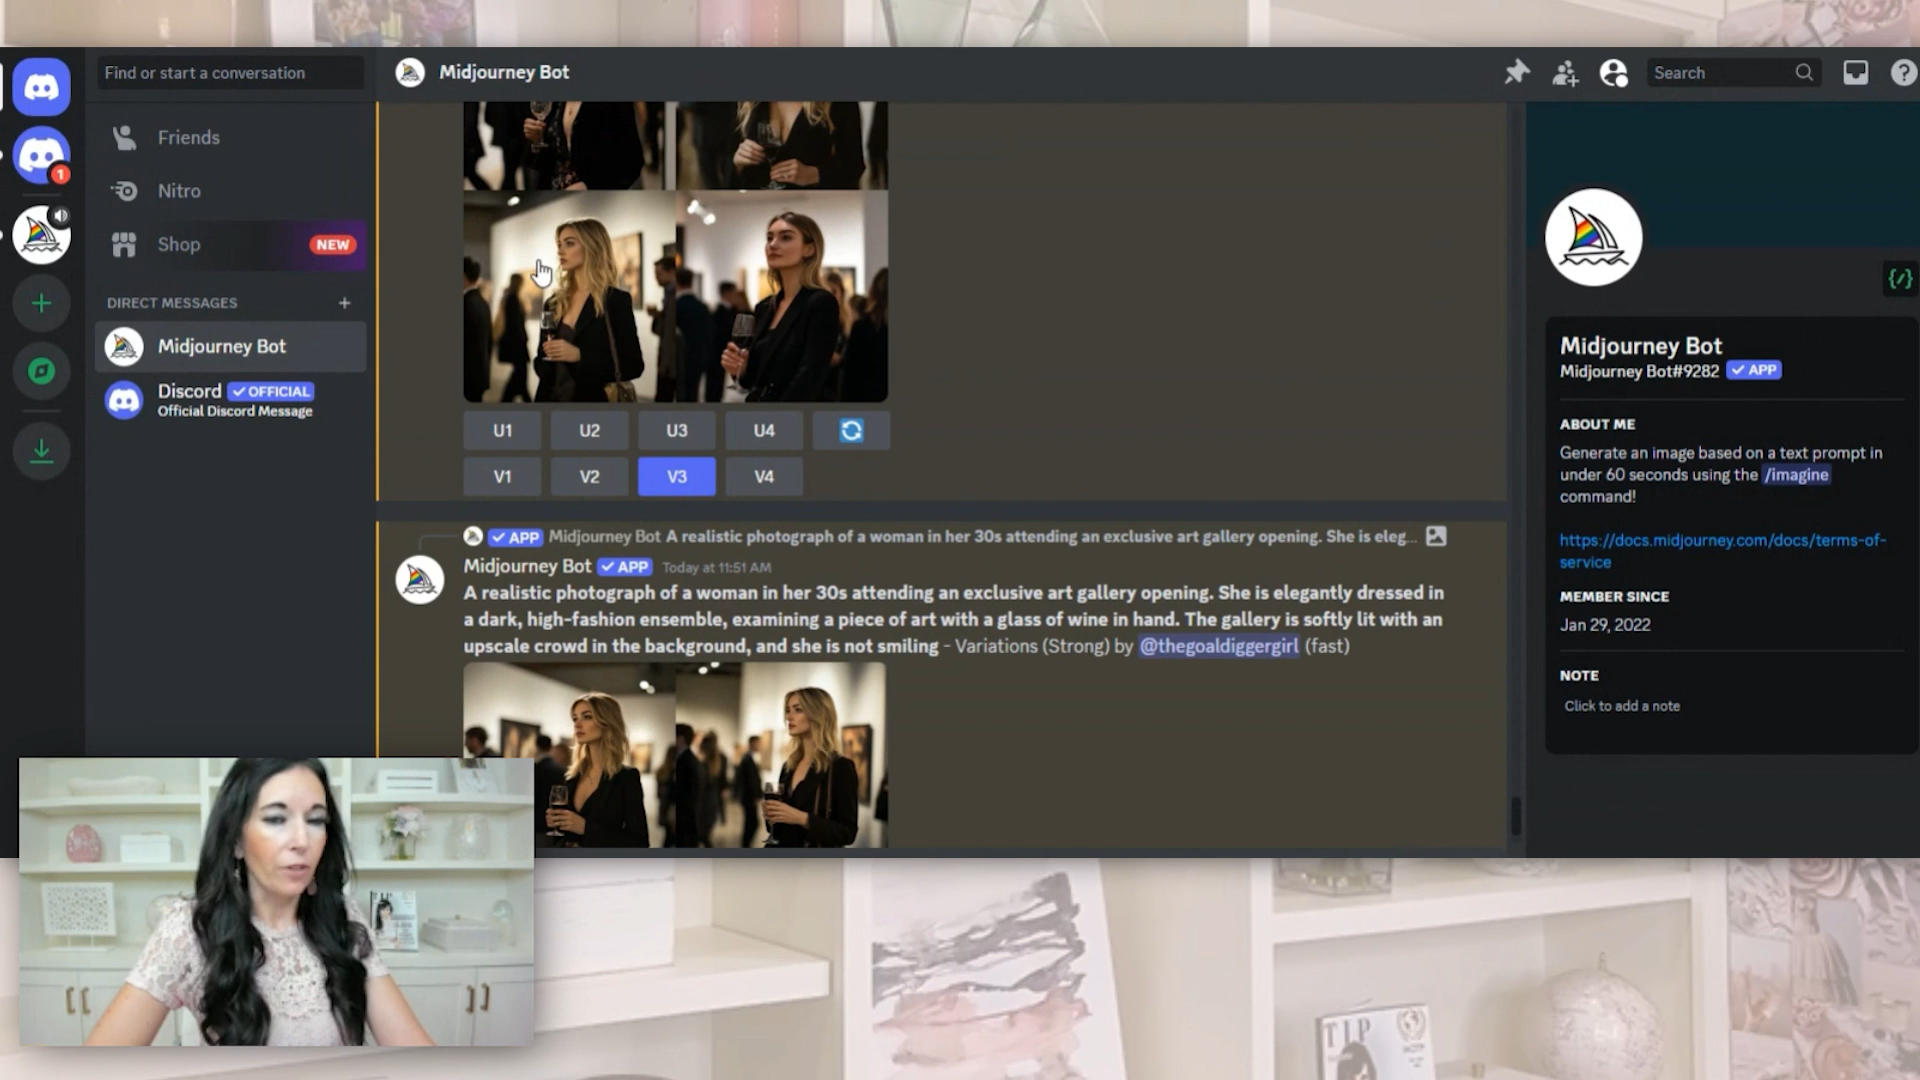 Find or start a conversation
Midjourney Bot
Search
Friends
1
Nitro
Shop
NEW
DIRECT MESSAGES
Midjourney Bot
Discord OFFICIAL
Official Discord Message
U1 U2 U3 U4
V1 V2 V3 V4
APP Midjourney Bot A realistic photograph of a woman in her 30s attending an exclusive art gallery opening. She is eleg...
Midjourney Bot APP Today at 11:51 AM
A realistic photograph of a woman in her 30s attending an exclusive art gallery opening. She is elegantly dressed in
a dark, high-fashion ensemble, examining a piece of art with a glass of wine in hand. The gallery is softly lit with an
upscale crowd in the background, and she is not smiling - Variations (Strong) by @thegoaldiggergirl (fast)
Midjourney Bot
Midjourney Bot#9282 APP
ABOUT ME
Generate an image based on a text prompt in
under 60 seconds using the /imagine
command!
https://docs.midjourney.com/docs/terms-of-
service
MEMBER SINCE
Jan 29, 2022
NOTE
Click to add a note
TIP